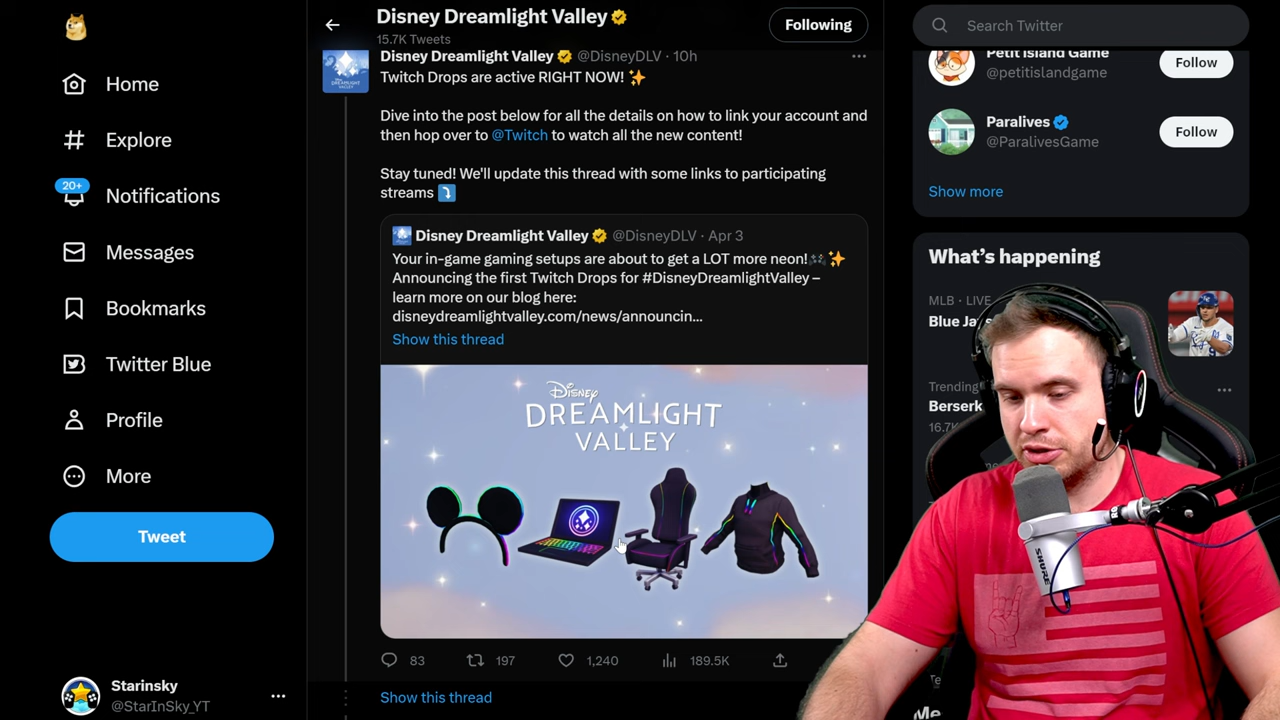 Home
Explore
20+
Notifications
Messages
Bookmarks
Twitter Blue
Profile
More
Tweet
Starinsky
@StarInSky_YT
Disney Dreamlight Valley
15.7K Tweets
Following
Disney Dreamlight Valley @DisneyDLV · 10h
Twitch Drops are active RIGHT NOW! ✨
Dive into the post below for all the details on how to link your account and
then hop over to @Twitch to watch all the new content!
Stay tuned! We'll update this thread with some links to participating
streams ⤵️
Disney Dreamlight Valley @DisneyDLV · Apr 3
Your in-game gaming setups are about to get a LOT more neon!🎮✨
Announcing the first Twitch Drops for #DisneyDreamlightValley –
learn more on our blog here:
disneydreamlightvalley.com/news/announcin...
Show this thread
Disney
DREAMLIGHT
VALLEY
83
197
1,240
189.5K
Show this thread
Search Twitter
Petit Island Game
@petitislandgame
Follow
Paralives
@ParalivesGame
Follow
Show more
What's happening
MLB · LIVE
Blue
Trending
Berserk
16.7K
SHURE